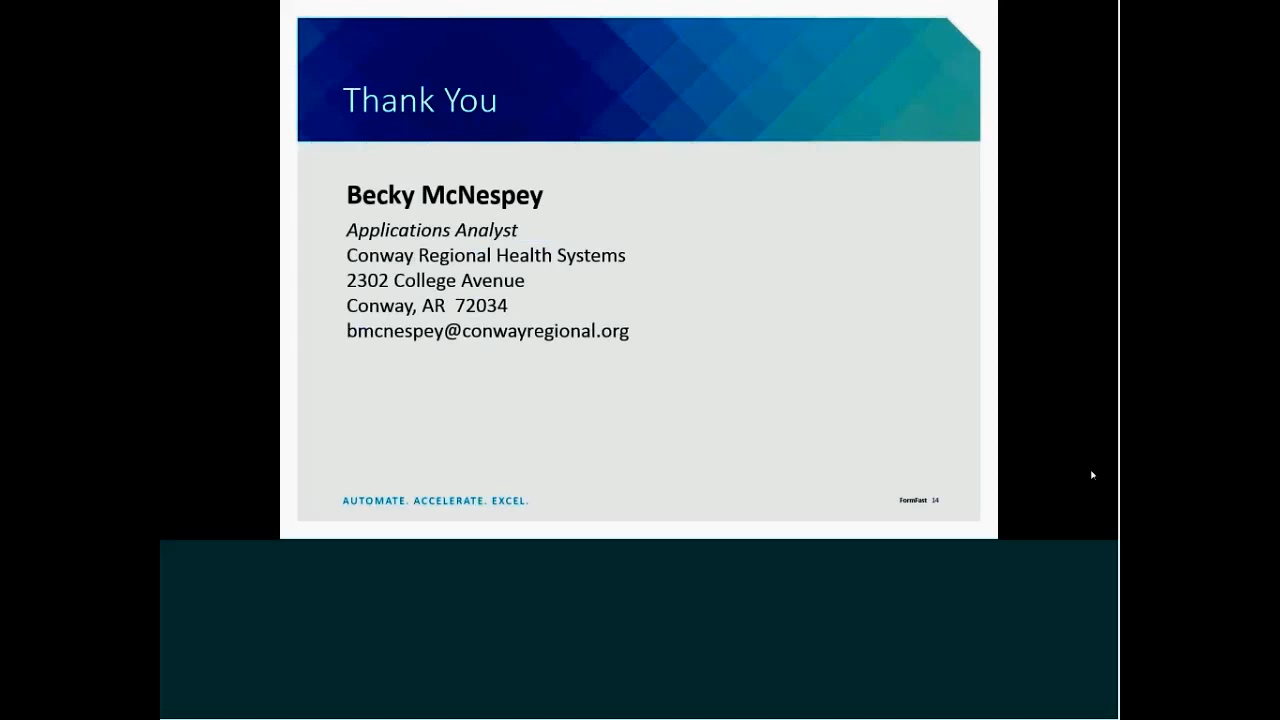 Thank You
Becky McNespey
Applications Analyst
Conway Regional Health Systems
2302 College Avenue
Conway, AR  72034
bmcnespey@conwayregional.org
AUTOMATE. ACCELERATE. EXCEL.
FormFast 14